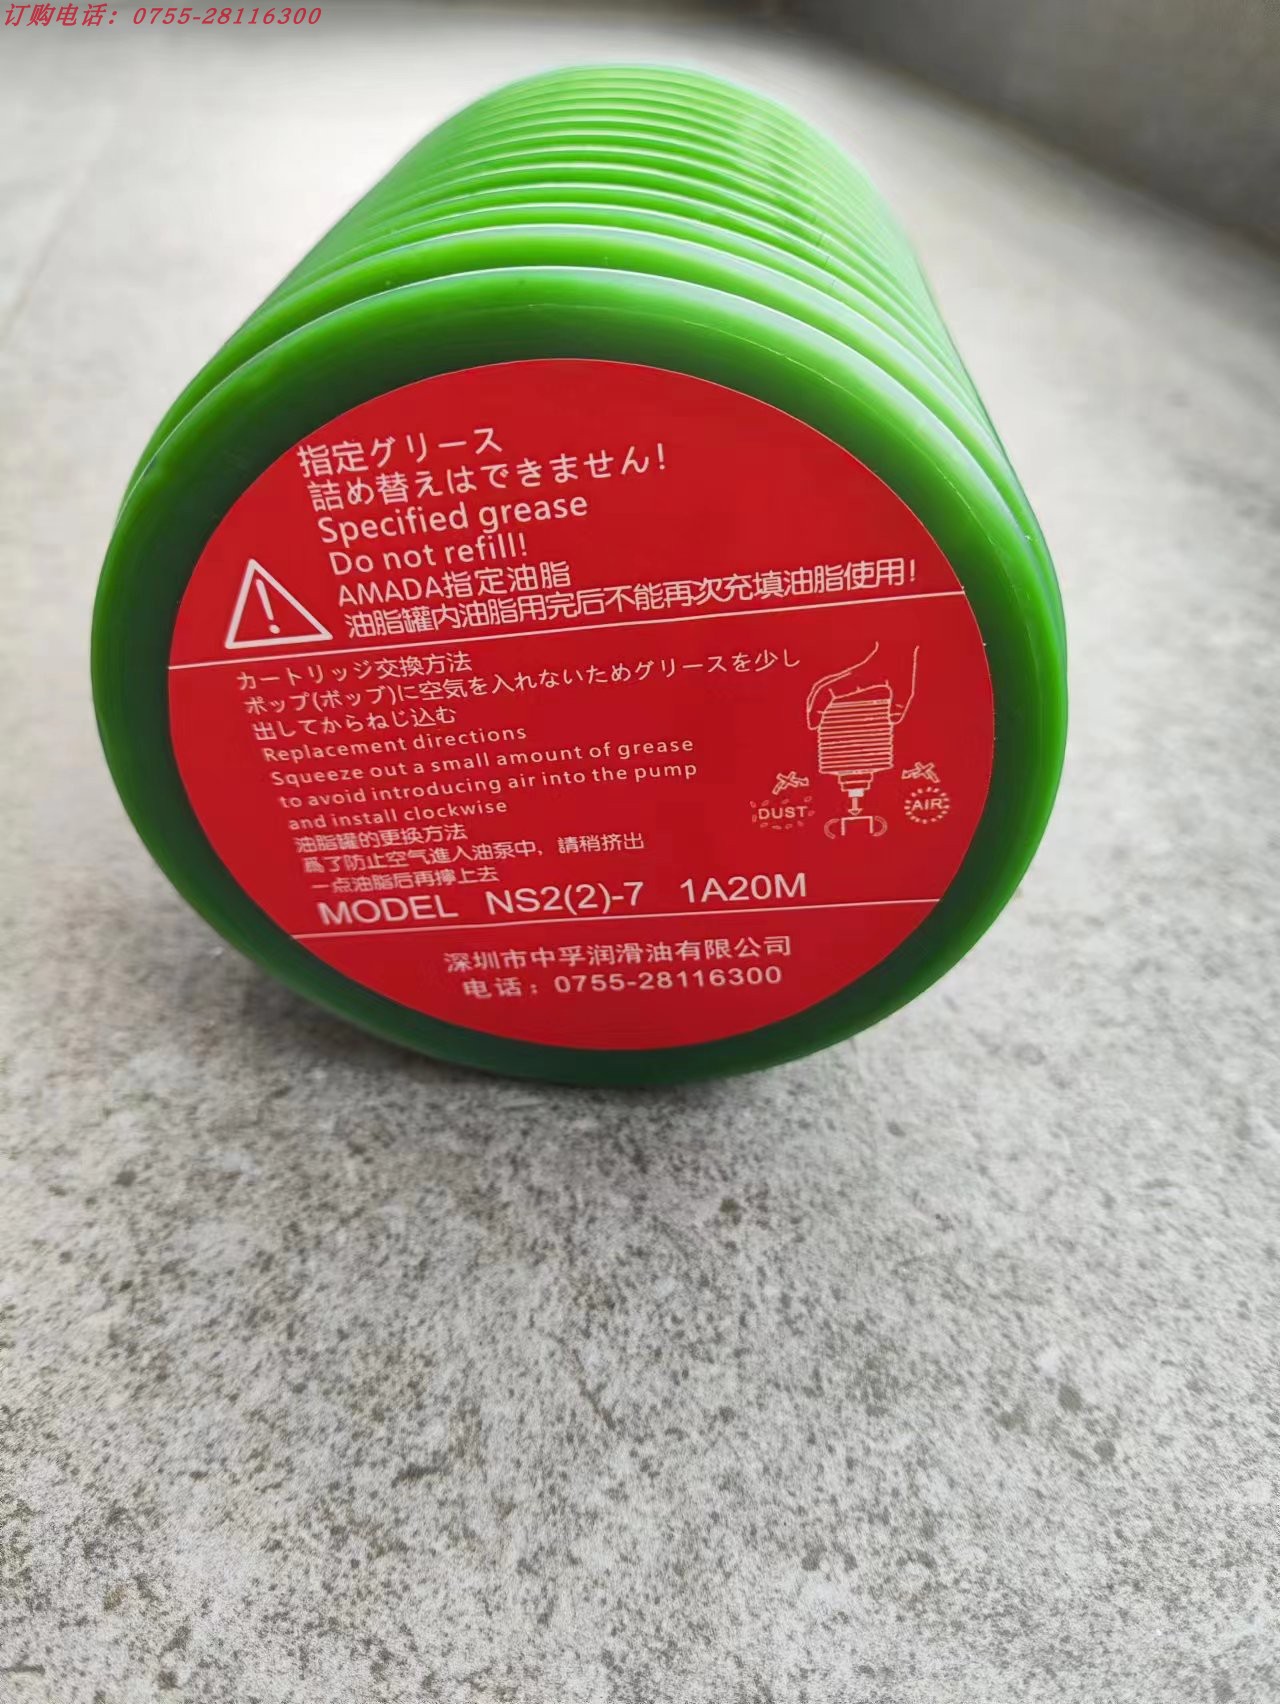 订购电话：0755-28116300
指定グリース
詰め替えはできません！
Specified grease
Do not refill!
AMADA指定油脂
油脂罐内油脂用完后不能再次充填油脂使用！
カートリッジ交換方法
ポップ(ポップ)に空気を入れないためグリースを少し
出してからねじ込む
Replacement directions
Squeeze out a small amount of grease
to avoid introducing air into the pump
and install clockwise
油脂罐的更换方法
爲了防止空气進入油泵中，請稍挤出
一点油脂后再擰上去
DUST
AIR
MODEL NS2(2)-7 1A20M
深圳市中孚润滑油有限公司
电话：0755-28116300